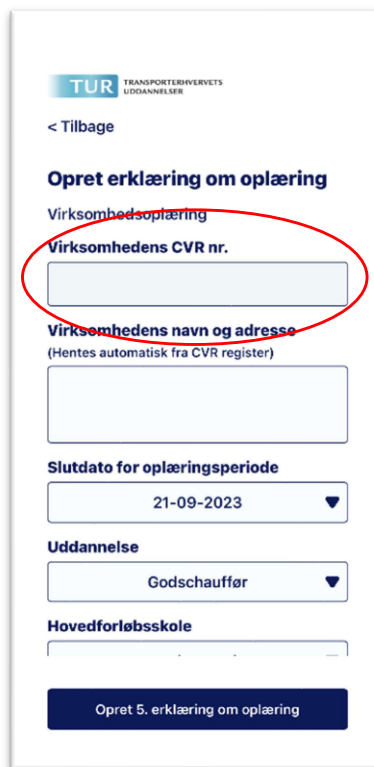 TUR TRANSPORTERHVERVETS
UDDANNELSER
< Tilbage
Opret erklæring om oplæring
Virksomhedsoplæring
Virksomhedens CVR nr.
Virksomhedens navn og adresse
(Hentes automatisk fra CVR register)
Slutdato for oplæringsperiode
21-09-2023
Uddannelse
Godschauffør
Hovedforløbsskole
Opret 5. erklæring om oplæring